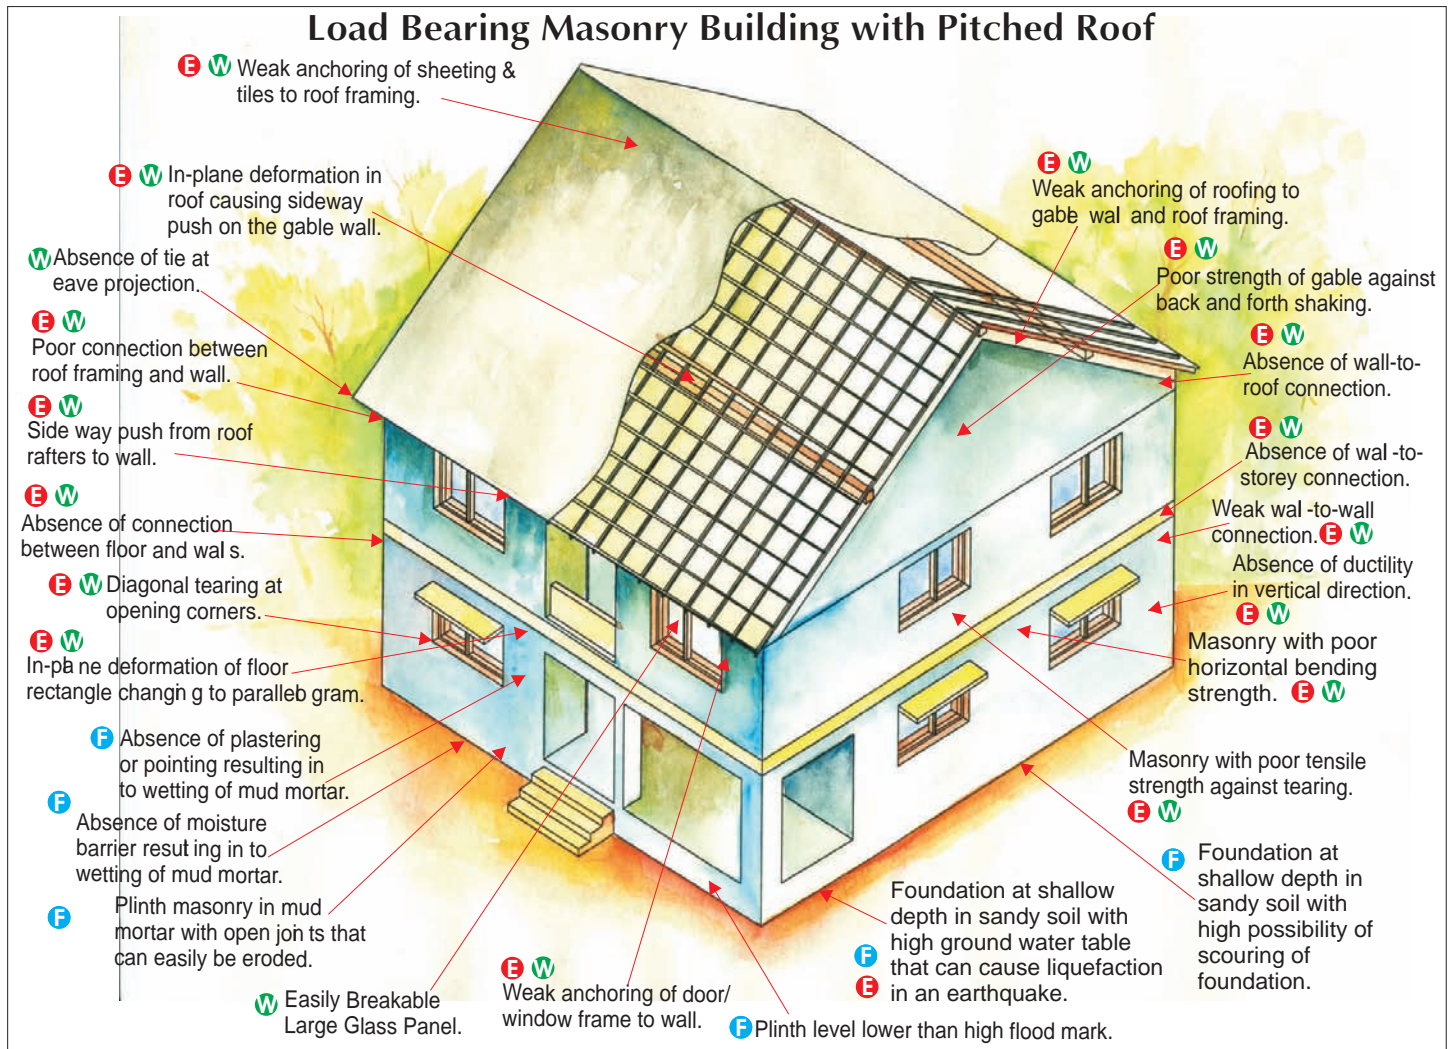 Load Bearing Masonry Building with Pitched Roof
E W Weak anchoring of sheeting &
tiles to roof framing.
E W In-plane deformation in
roof causing sideway
push on the gable wall.
W Absence of tie at
eave projection.
E W
Poor connection between
roof framing and wall.
E W
Side way push from roof
rafters to wall.
E W
Absence of connection
between floor and wal s.
E W Diagonal tearing at
opening corners.
E W
In-plane deformation of floor
rectangle changin g to paralleb gram.
F Absence of plastering
or pointing resulting in
to wetting of mud mortar.
F
Absence of moisture
barrier result ing in to
wetting of mud mortar.
F Plinth masonry in mud
mortar with open join ts that
can easily be eroded.
W Easily Breakable
Large Glass Panel.
E W
Weak anchoring of door/
window frame to wall.
F Plinth level lower than high flood mark.
Foundation at shallow
depth in sandy soil with
high ground water table
F that can cause liquefaction
E in an earthquake.
E W
Weak anchoring of roofing to
gabe wal and roof framing.
E W
Poor strength of gable against
back and forth shaking.
E W
Absence of wall-to-
roof connection.
E W
Absence of wal -to-
storey connection.
Weak wal -to-wall
connection. E W
Absence of ductility
in vertical direction.
E W
Masonry with poor
horizontal bending
strength. E W
Masonry with poor tensile
strength against tearing.
E W
F Foundation at
shallow depth in
sandy soil with
high possibility of
scouring of
foundation.